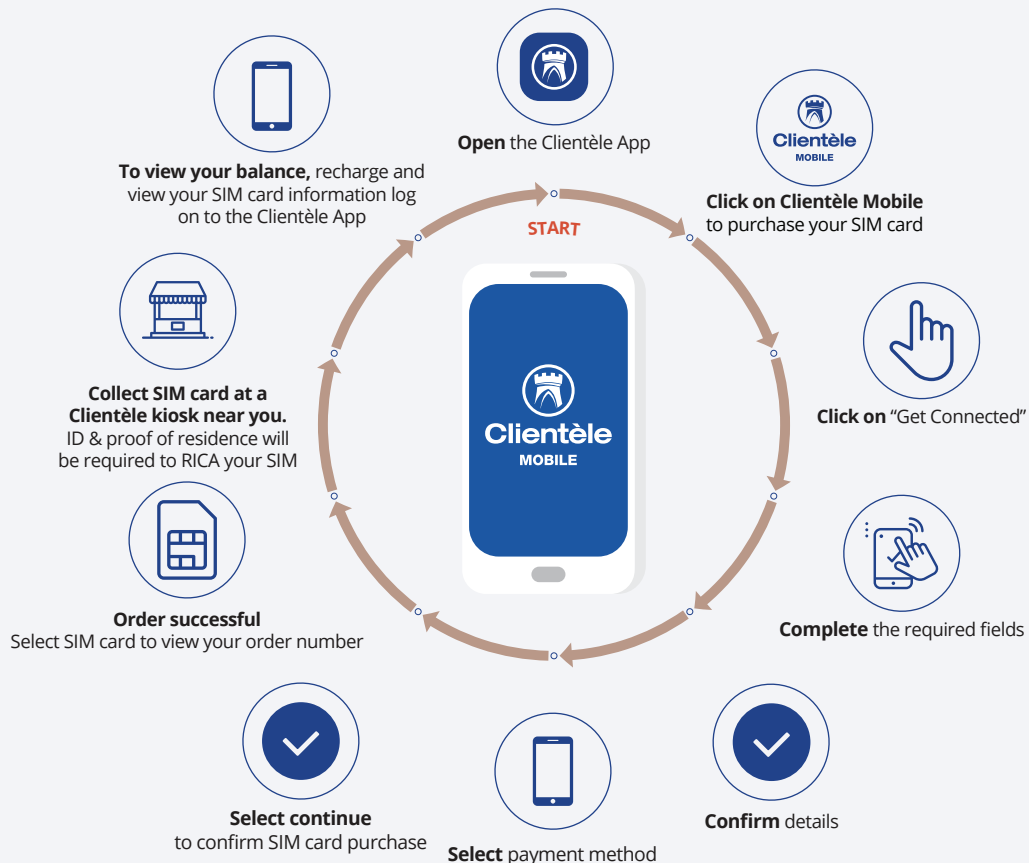 Open the Clientèle App
START
Clientèle
MOBILE
Click on Clientèle Mobile
to purchase your SIM card
Click on “Get Connected”
Complete the required fields
Confirm details
Select payment method
Select continue
to confirm SIM card purchase
Order successful
Select SIM card to view your order number
Collect SIM card at a
Clientèle kiosk near you.
ID & proof of residence will
be required to RICA your SIM
To view your balance, recharge and
view your SIM card information log
on to the Clientèle App
Clientèle
MOBILE